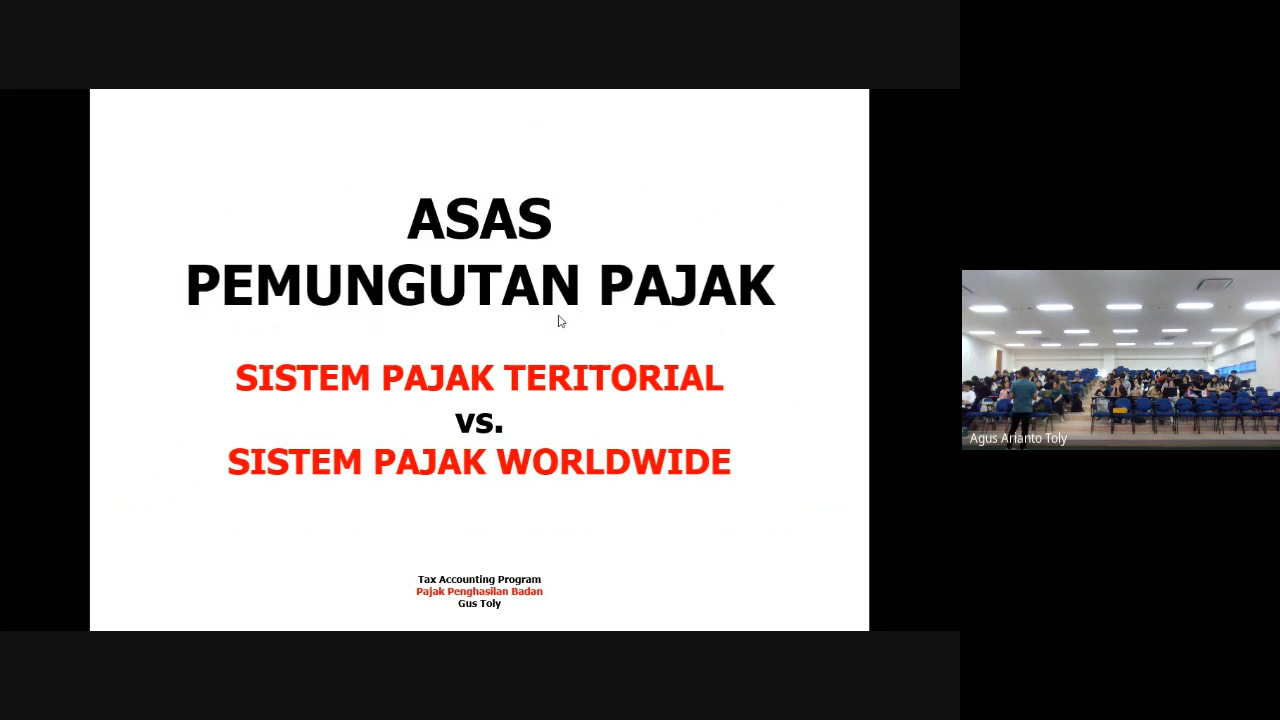 ASAS
PEMUNGUTAN PAJAK
SISTEM PAJAK TERITORIAL
vs.
SISTEM PAJAK WORLDWIDE
Tax Accounting Program
Pajak Penghasilan Badan
Gus Toly
Agus Arianto Toly